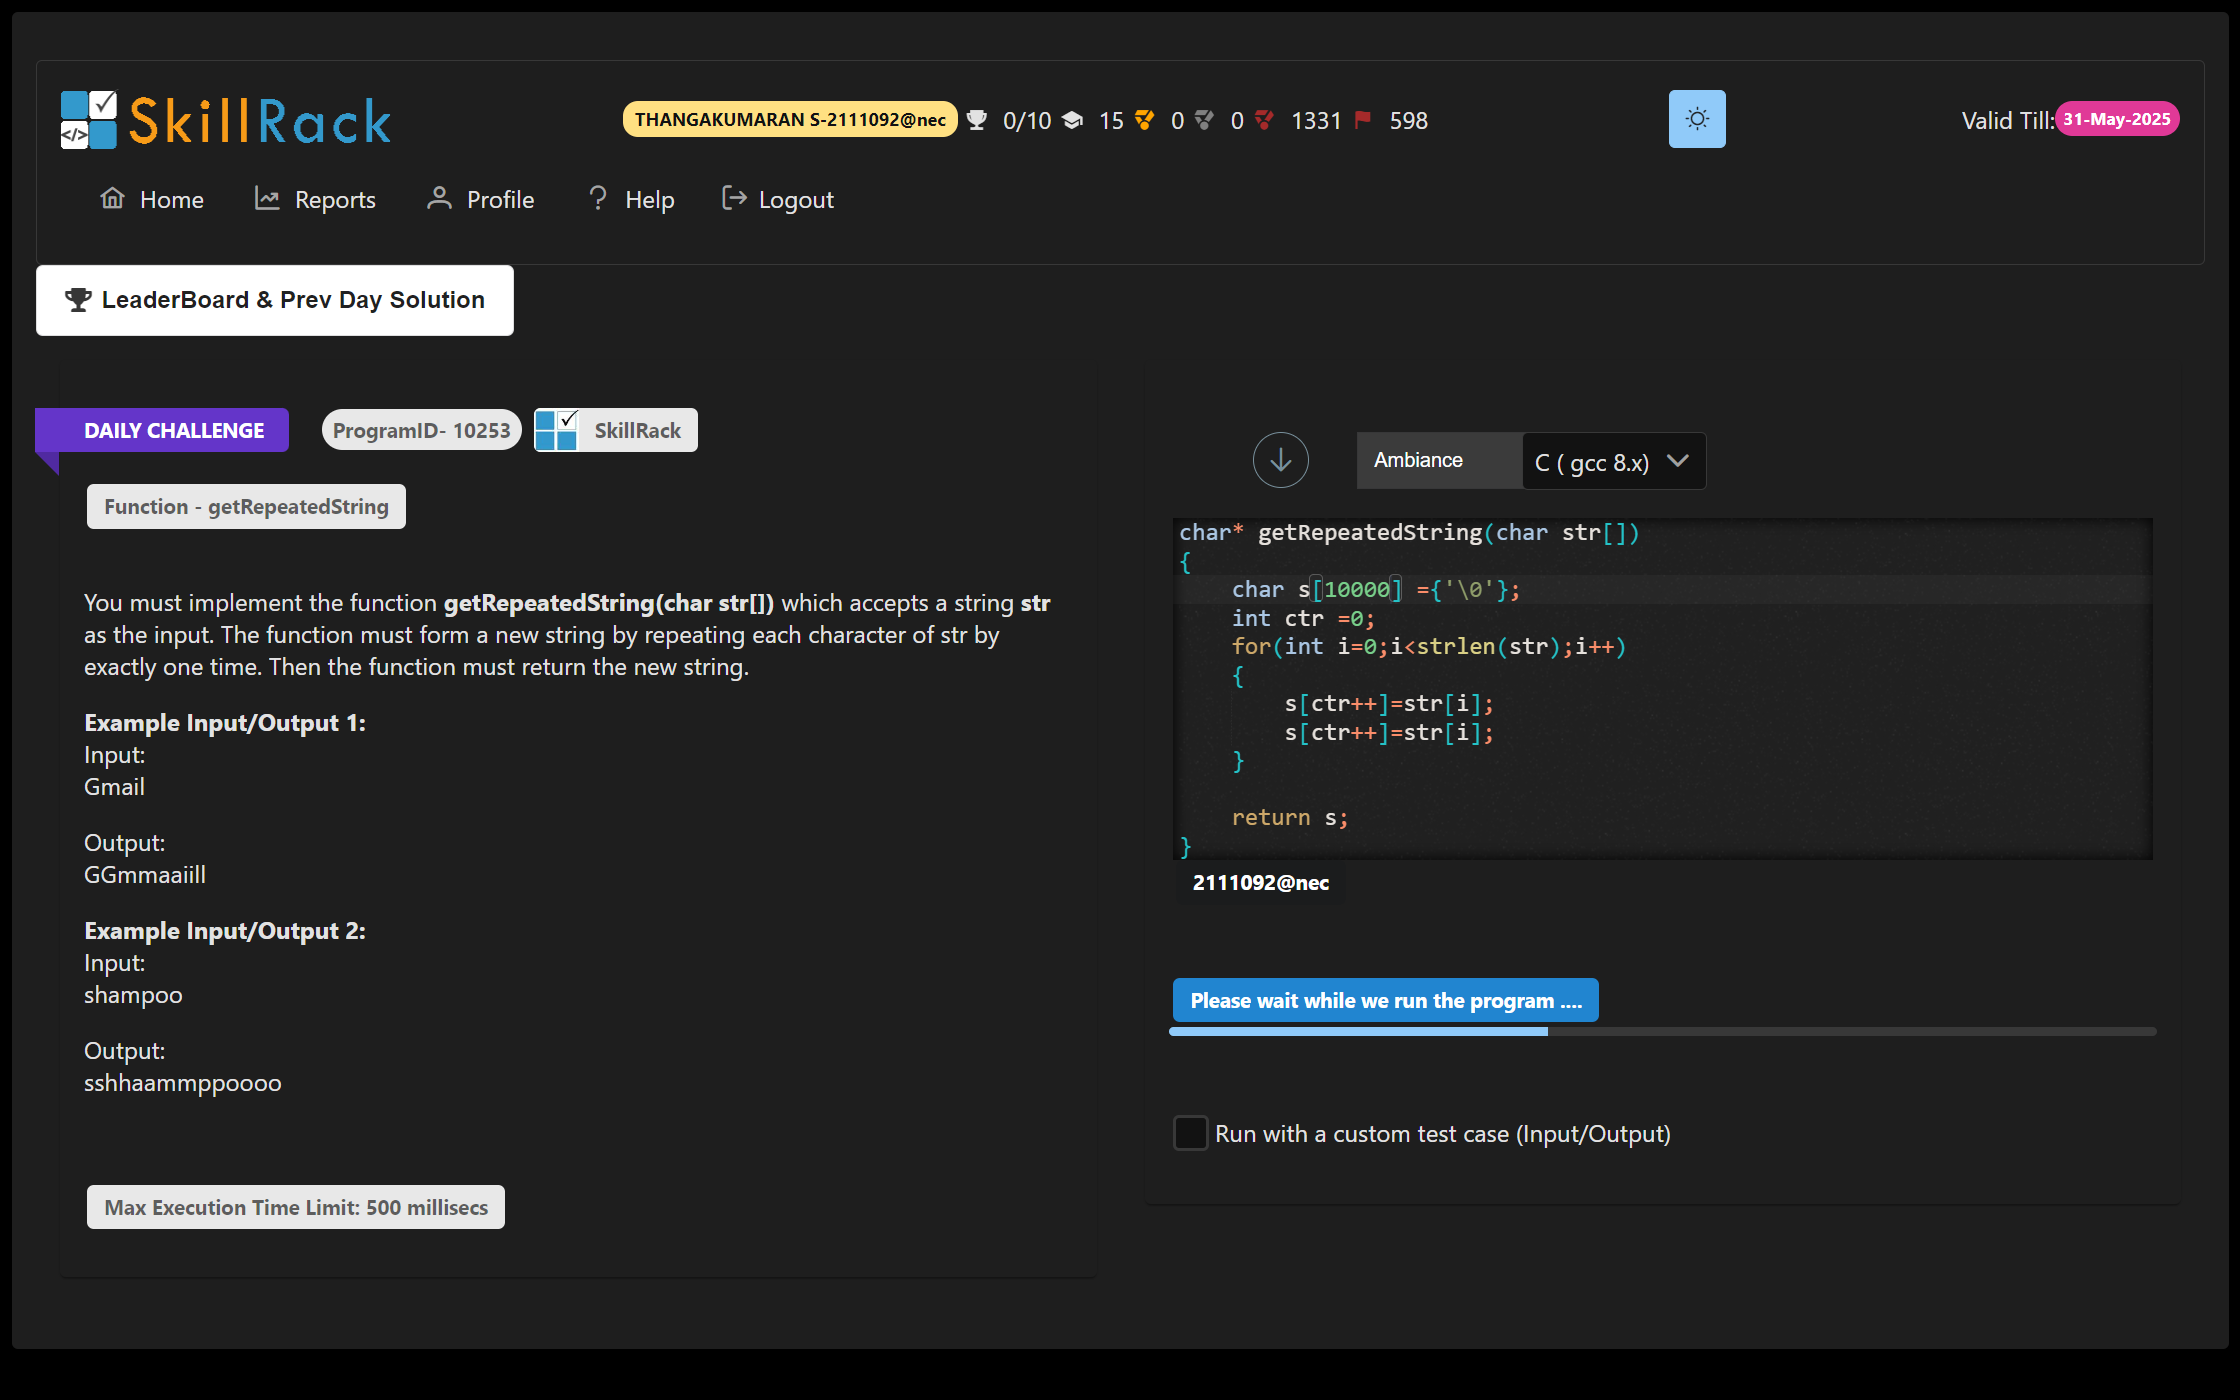 </> SkillRack
THANGAKUMARAN S-2111092@nec 0/10 15 0 0 1331 598
Valid Till: 31-May-2025
Home Reports Profile ? Help Logout
LeaderBoard & Prev Day Solution
DAILY CHALLENGE ProgramID- 10253 SkillRack
Function - getRepeatedString
You must implement the function getRepeatedString(char str[]) which accepts a string str
as the input. The function must form a new string by repeating each character of str by
exactly one time. Then the function must return the new string.
Example Input/Output 1:
Input:
Gmail
Output:
GGmmaaiill
Example Input/Output 2:
Input:
shampoo
Output:
sshhaammppoooo
Max Execution Time Limit: 500 millisecs
Ambiance C ( gcc 8.x)
char* getRepeatedString(char str[])
{
    char s[10000] ={'\0'};
    int ctr =0;
    for(int i=0;i<strlen(str);i++)
    {
        s[ctr++]=str[i];
        s[ctr++]=str[i];
    }
    return s;
}
2111092@nec
Please wait while we run the program ....
Run with a custom test case (Input/Output)